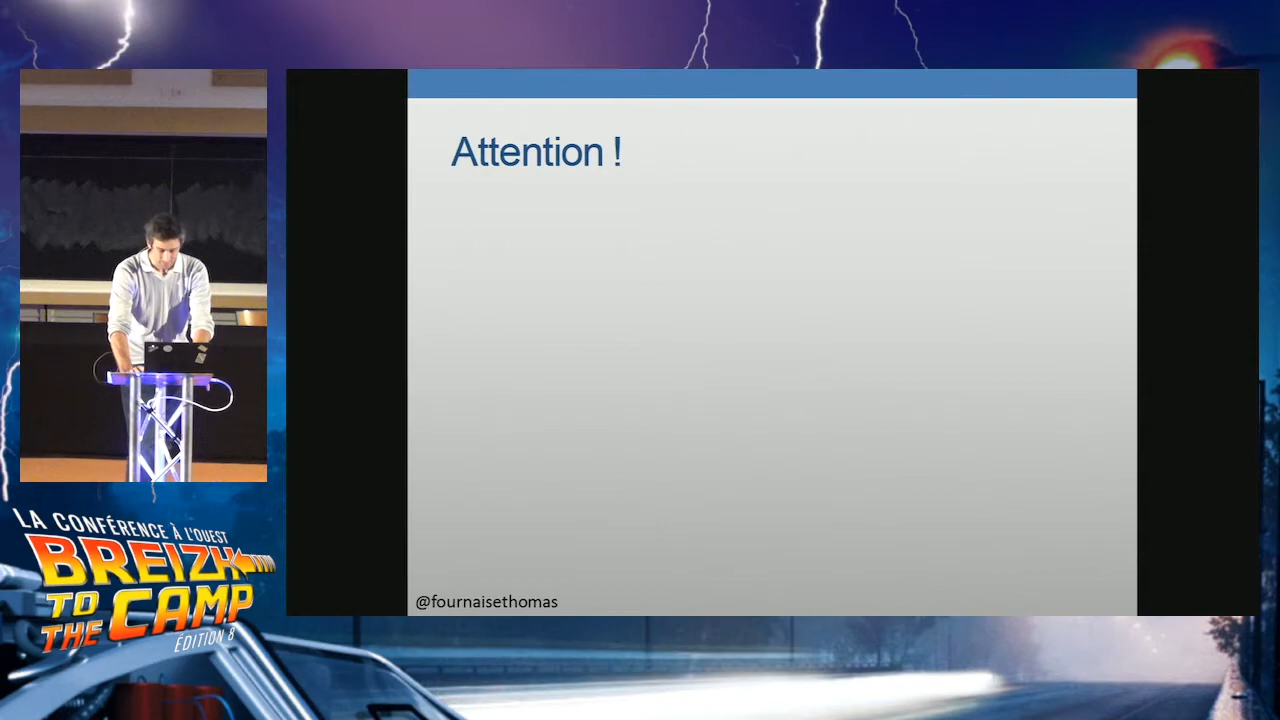 Attention !
@fournaisethomas
LA CONFÉRENCE À L'OUEST
BREIZH
TO
THE CAMP
ÉDITION 8